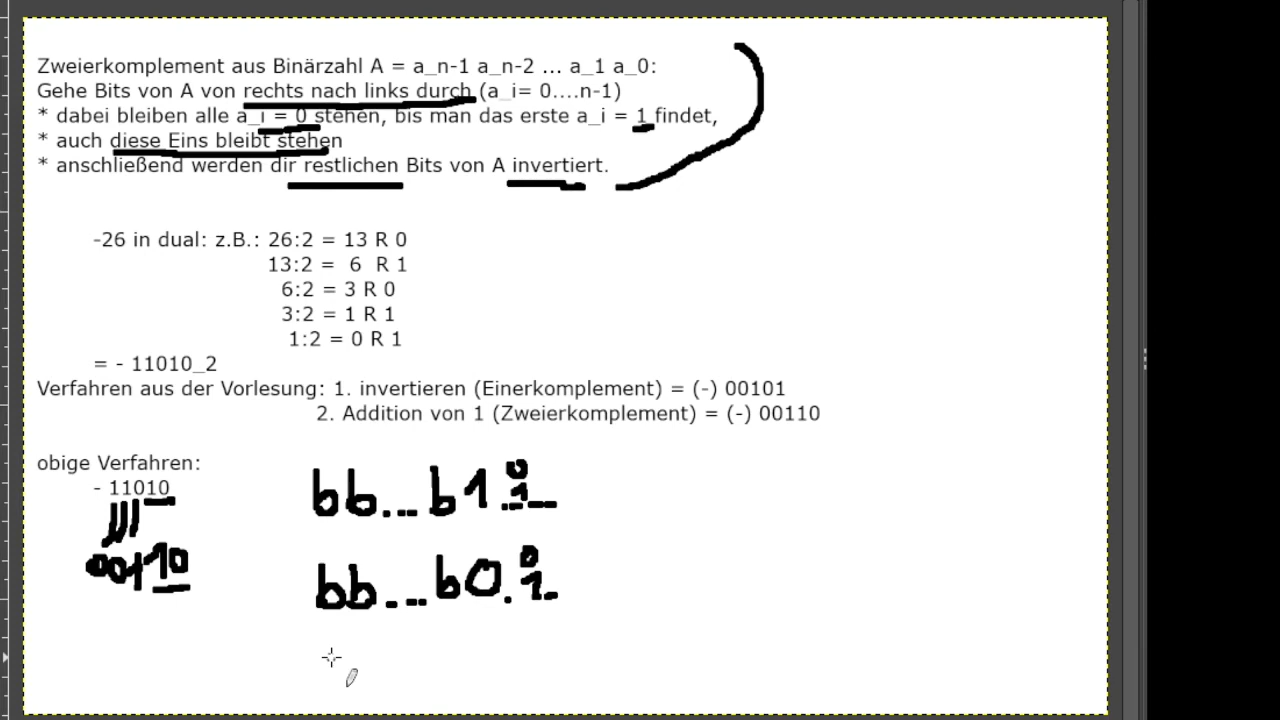 Zweierkomplement aus Binärzahl A = a_n-1 a_n-2 ... a_1 a_0:
Gehe Bits von A von rechts nach links durch (a_i= 0....n-1)
* dabei bleiben alle a_i = 0 stehen, bis man das erste a_i = 1 findet,
* auch diese Eins bleibt stehen
* anschließend werden dir restlichen Bits von A invertiert.
-26 in dual: z.B.: 26:2 = 13 R 0
13:2 = 6 R 1
6:2 = 3 R 0
3:2 = 1 R 1
1:2 = 0 R 1
= - 11010_2
Verfahren aus der Vorlesung: 1. invertieren (Einerkomplement) = (-) 00101
2. Addition von 1 (Zweierkomplement) = (-) 00110
obige Verfahren:
- 11010
00110
bb...b1
bb...b0